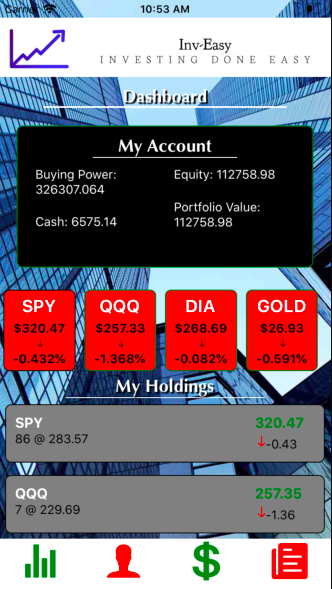 Carrier 10:53 AM
Inv-Easy
INVESTING DONE EASY
Dashboard
My Account
Buying Power: 326307.064
Equity: 112758.98
Cash: 6575.14
Portfolio Value: 112758.98
SPY QQQ DIA GOLD
$320.47 $257.33 $268.69 $26.93
↓ ↓ ↓ ↓
-0.432% -1.368% -0.082% -0.591%
My Holdings
SPY 320.47
86 @ 283.57 ↓-0.43
QQQ 257.35
7 @ 229.69 ↓-1.36
$